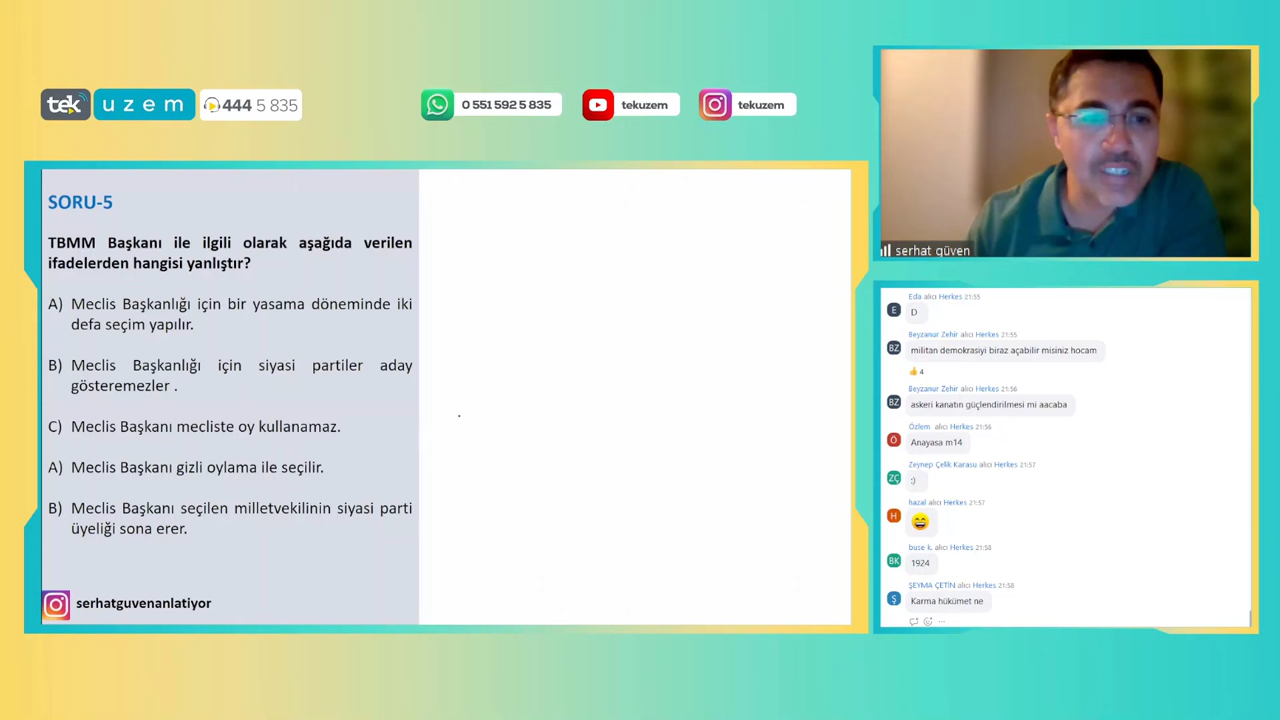 tek uzem 444 5 835
0 551 592 5 835
tekuzem
tekuzem
SORU-5
TBMM Başkanı ile ilgili olarak aşağıda verilen
ifadelerden hangisi yanlıştır?
A) Meclis Başkanlığı için bir yasama döneminde iki
defa seçim yapılır.
B) Meclis Başkanlığı için siyasi partiler aday
gösteremezler .
C) Meclis Başkanı mecliste oy kullanamaz.
A) Meclis Başkanı gizli oylama ile seçilir.
B) Meclis Başkanı seçilen milletvekilinin siyasi parti
üyeliği sona erer.
serhatguvenanlatiyor
serhat güven
Eda alıcı Herkes 21:55
E D
Beyzanur Zehir alıcı Herkes 21:55
BZ militan demokrasiyi biraz açabilir misiniz hocam
4
Beyzanur Zehir alıcı Herkes 21:56
BZ askeri kanatın güçlendirilmesi mi aacaba
Özlem alıcı Herkes 21:56
Ö Anayasa m14
Zeynep Çelik Karasu alıcı Herkes 21:57
ZÇ :)
hazal alıcı Herkes 21:57
H
buse k. alıcı Herkes 21:58
BK 1924
ŞEYMA ÇETİN alıcı Herkes 21:58
Ş Karma hükümet ne